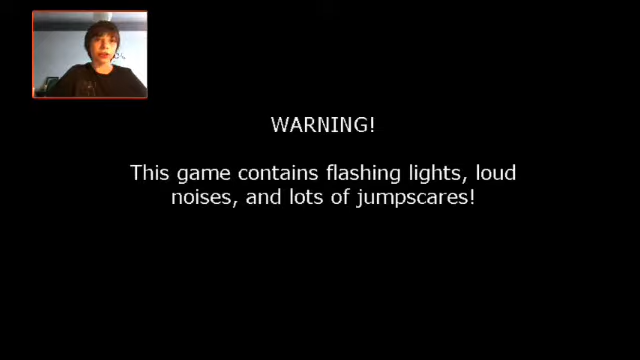 WARNING!
This game contains flashing lights, loud
noises, and lots of jumpscares!